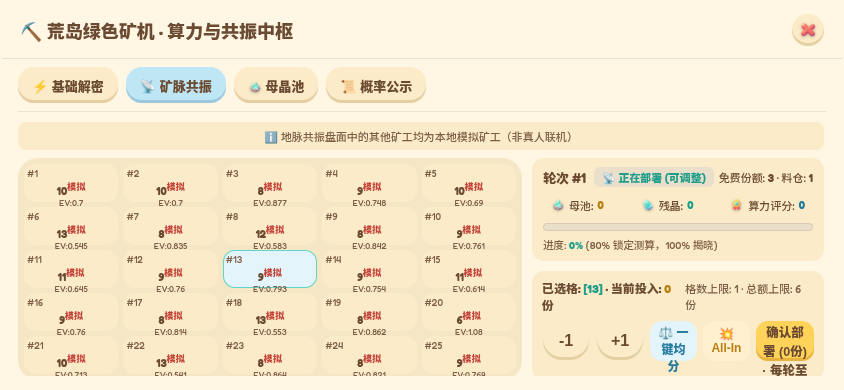 荒岛绿色矿机 · 算力与共振中枢
基础解密 矿脉共振 母晶池 概率公示
地脉共振盘面中的其他矿工均为本地模拟矿工（非真人联机）
#1 #2 #3 #4 #5
10模拟 10模拟 8模拟 9模拟 10模拟
EV:0.7 EV:0.7 EV:0.877 EV:0.748 EV:0.69
#6 #7 #8 #9 #10
13模拟 8模拟 12模拟 8模拟 9模拟
EV:0.545 EV:0.835 EV:0.583 EV:0.842 EV:0.761
#11 #12 #13 #14 #15
11模拟 9模拟 9模拟 9模拟 11模拟
EV:0.645 EV:0.76 EV:0.793 EV:0.754 EV:0.614
#16 #17 #18 #19 #20
9模拟 8模拟 13模拟 8模拟 6模拟
EV:0.76 EV:0.814 EV:0.553 EV:0.862 EV:1.08
#21 #22 #23 #24 #25
10模拟 13模拟 8模拟 8模拟 9模拟
轮次 #1 正在部署 (可调整) 免费份额: 3 · 料仓: 1
母池: 0 残晶: 0 算力评分: 0
进度: 0% (80% 锁定测算，100% 揭晓)
已选格: [13] · 当前投入: 0
份
格数上限: 1 · 总额上限: 6
份
-1 +1
⚖️ 一
键均
分
All-In
确认部
署 (0份)
· 每轮至